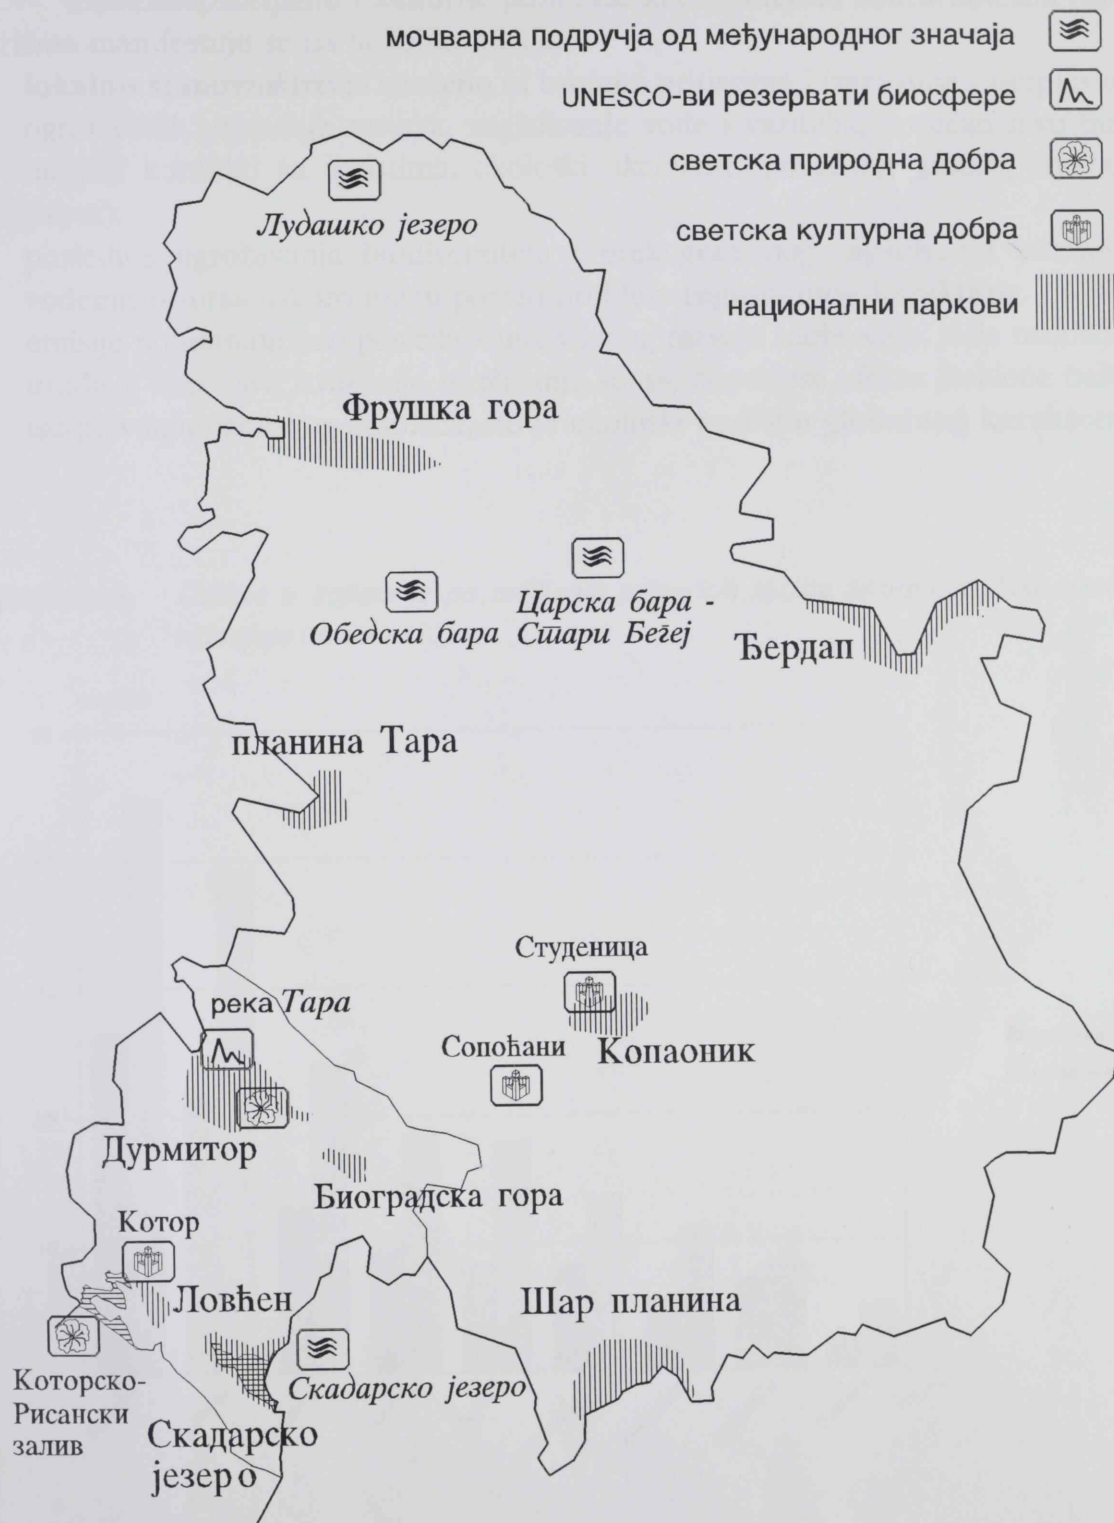 мочварна подручја од међународног значаја
UNESCO-ви резервати биосфере
светска природна добра
светска културна добра
национални паркови
Лудашко језеро
Фрушка гора
Царска бара -
Обедска бара Стари Бегеј
Ђердап
планина Тара
Студеница
река Тара
Сопоћани
Копаоник
Дурмитор
Биоградска гора
Котор
Ловћен
Шар планина
Которско-
Рисански
залив
Скадарско језеро
Скадарско
језеро